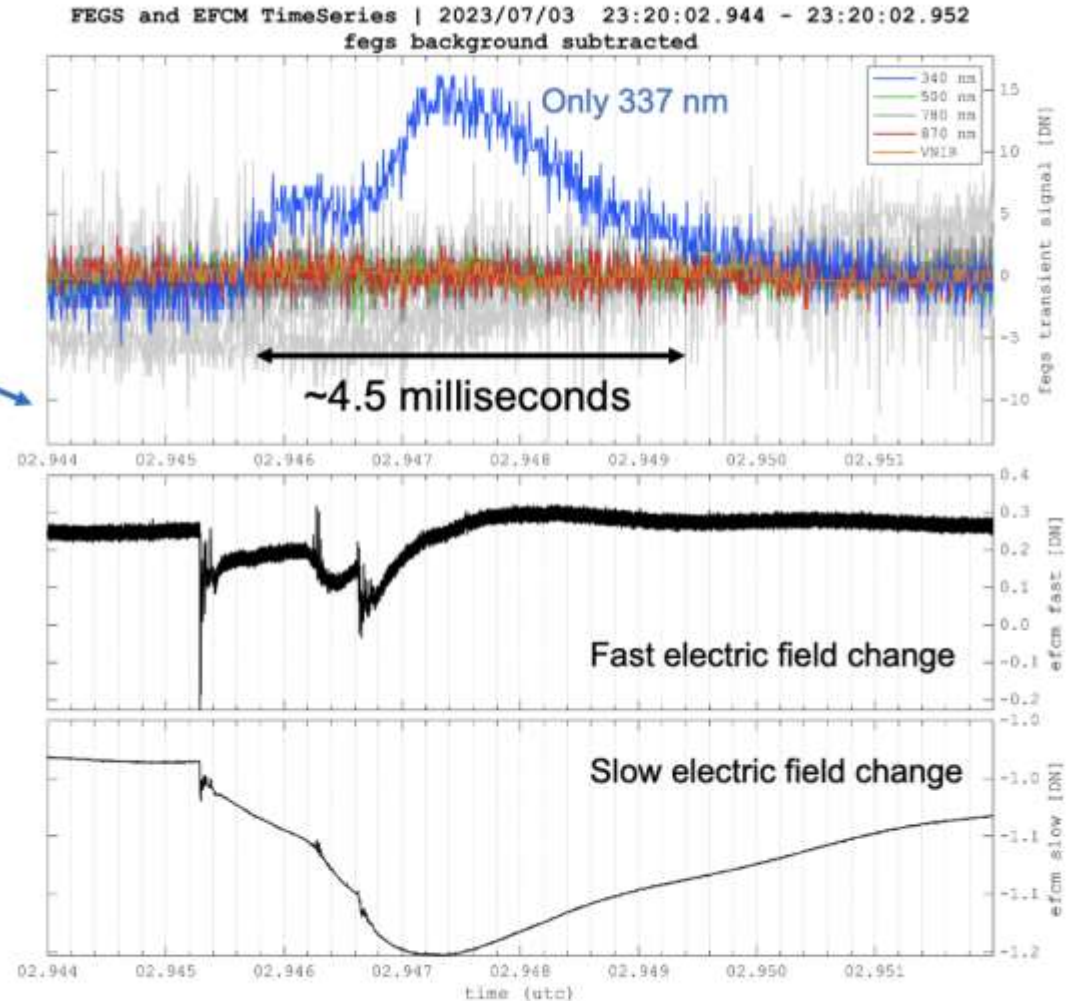 FEGS and EFCM TimeSeries | 2023/07/03 23:20:02.944 - 23:20:02.952
fegs background subtracted
Only 337 nm
340 nm
500 nm
780 nm
870 nm
VNIR
15
10
5
0
-5
-10
fegs transient signal [DN]
~4.5 milliseconds
02.944 02.945 02.946 02.947 02.948 02.949 02.950 02.951
0.4
0.3
0.2
0.1
0.0
-0.1
-0.2
efcm fast [DN]
Fast electric field change
-1.0
-1.0
-1.1
-1.1
-1.2
efcm slow [DN]
Slow electric field change
02.944 02.945 02.946 02.947 02.948 02.949 02.950 02.951
time (utc)